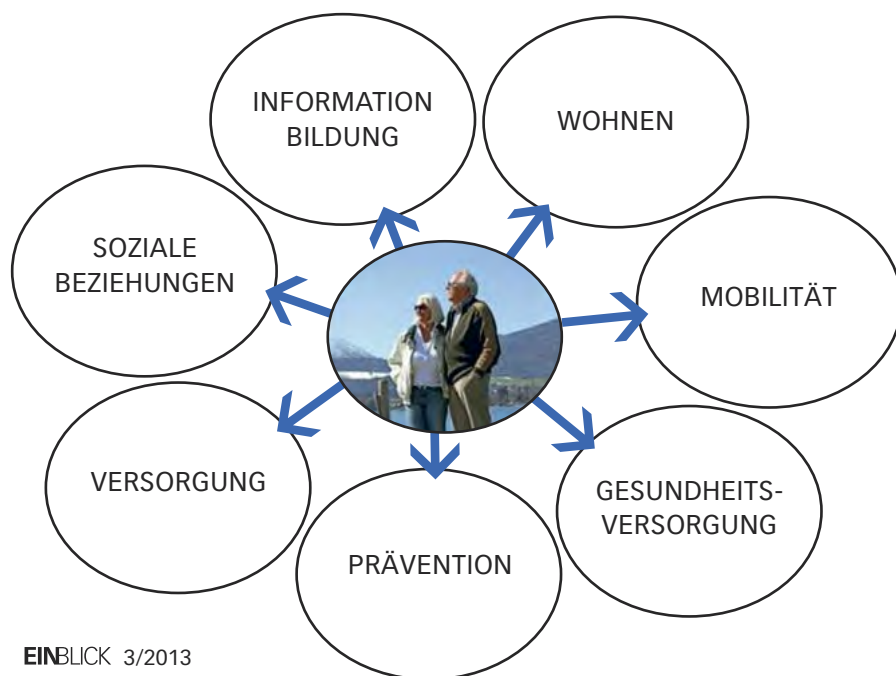 INFORMATION
BILDUNG
WOHNEN
SOZIALE
BEZIEHUNGEN
MOBILITÄT
VERSORGUNG
GESUNDHEITS-
VERSORGUNG
PRÄVENTION
EINBLICK 3/2013